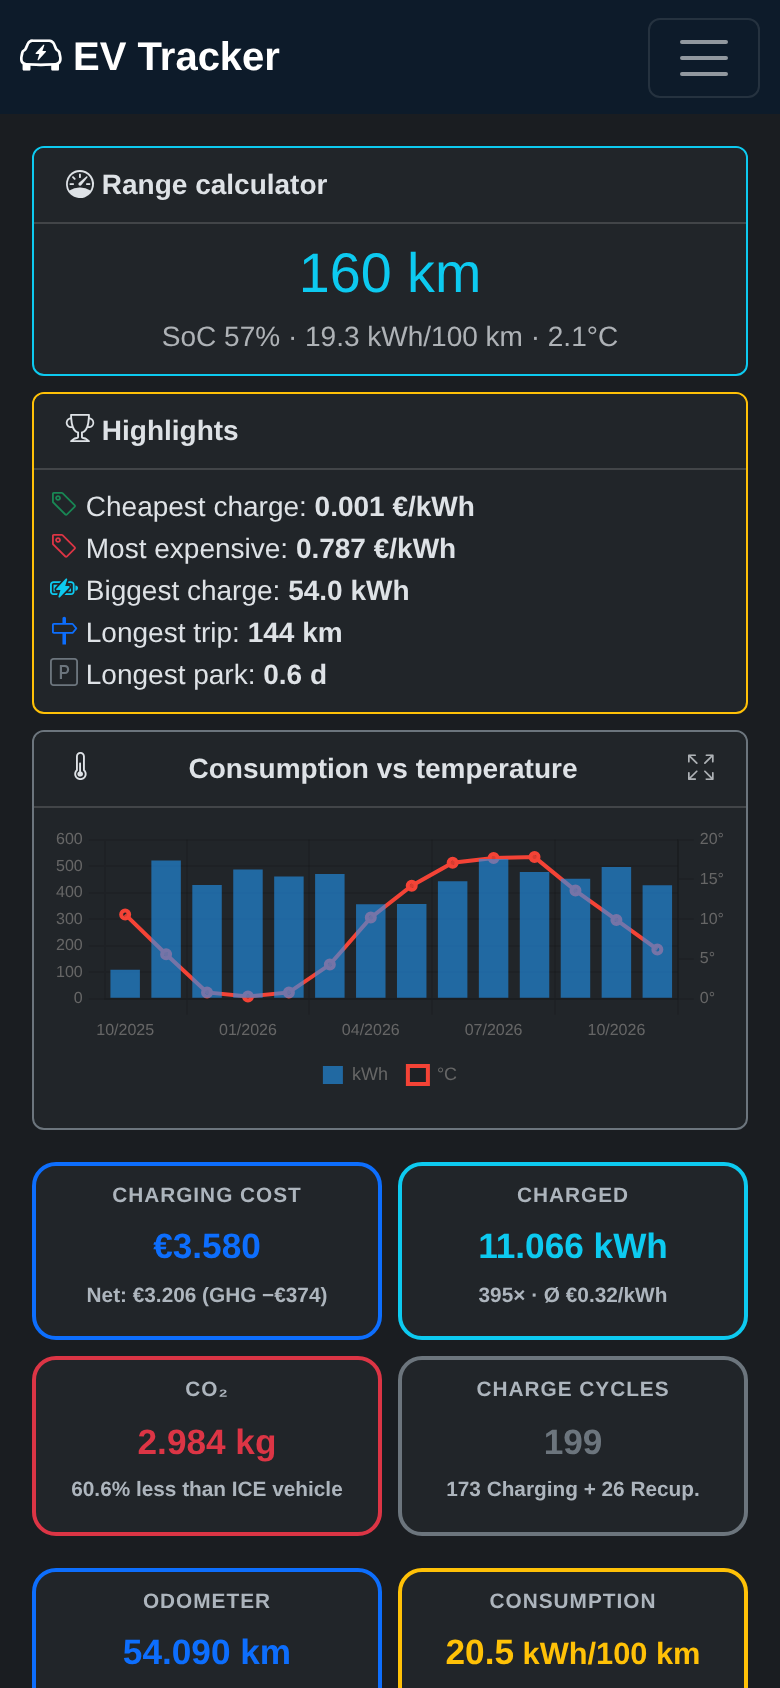 EV Tracker
Range calculator
160 km
SoC 57% · 19.3 kWh/100 km · 2.1°C
Highlights
Cheapest charge: 0.001 €/kWh
Most expensive: 0.787 €/kWh
Biggest charge: 54.0 kWh
Longest trip: 144 km
P Longest park: 0.6 d
Consumption vs temperature
600 20°
500
400 15°
300 10°
200
100 5°
0 0°
10/2025 01/2026 04/2026 07/2026 10/2026
kWh °C
CHARGING COST
€3.580
Net: €3.206 (GHG −€374)
CHARGED
11.066 kWh
395× · Ø €0.32/kWh
CO₂
2.984 kg
60.6% less than ICE vehicle
CHARGE CYCLES
199
173 Charging + 26 Recup.
ODOMETER
54.090 km
CONSUMPTION
20.5 kWh/100 km